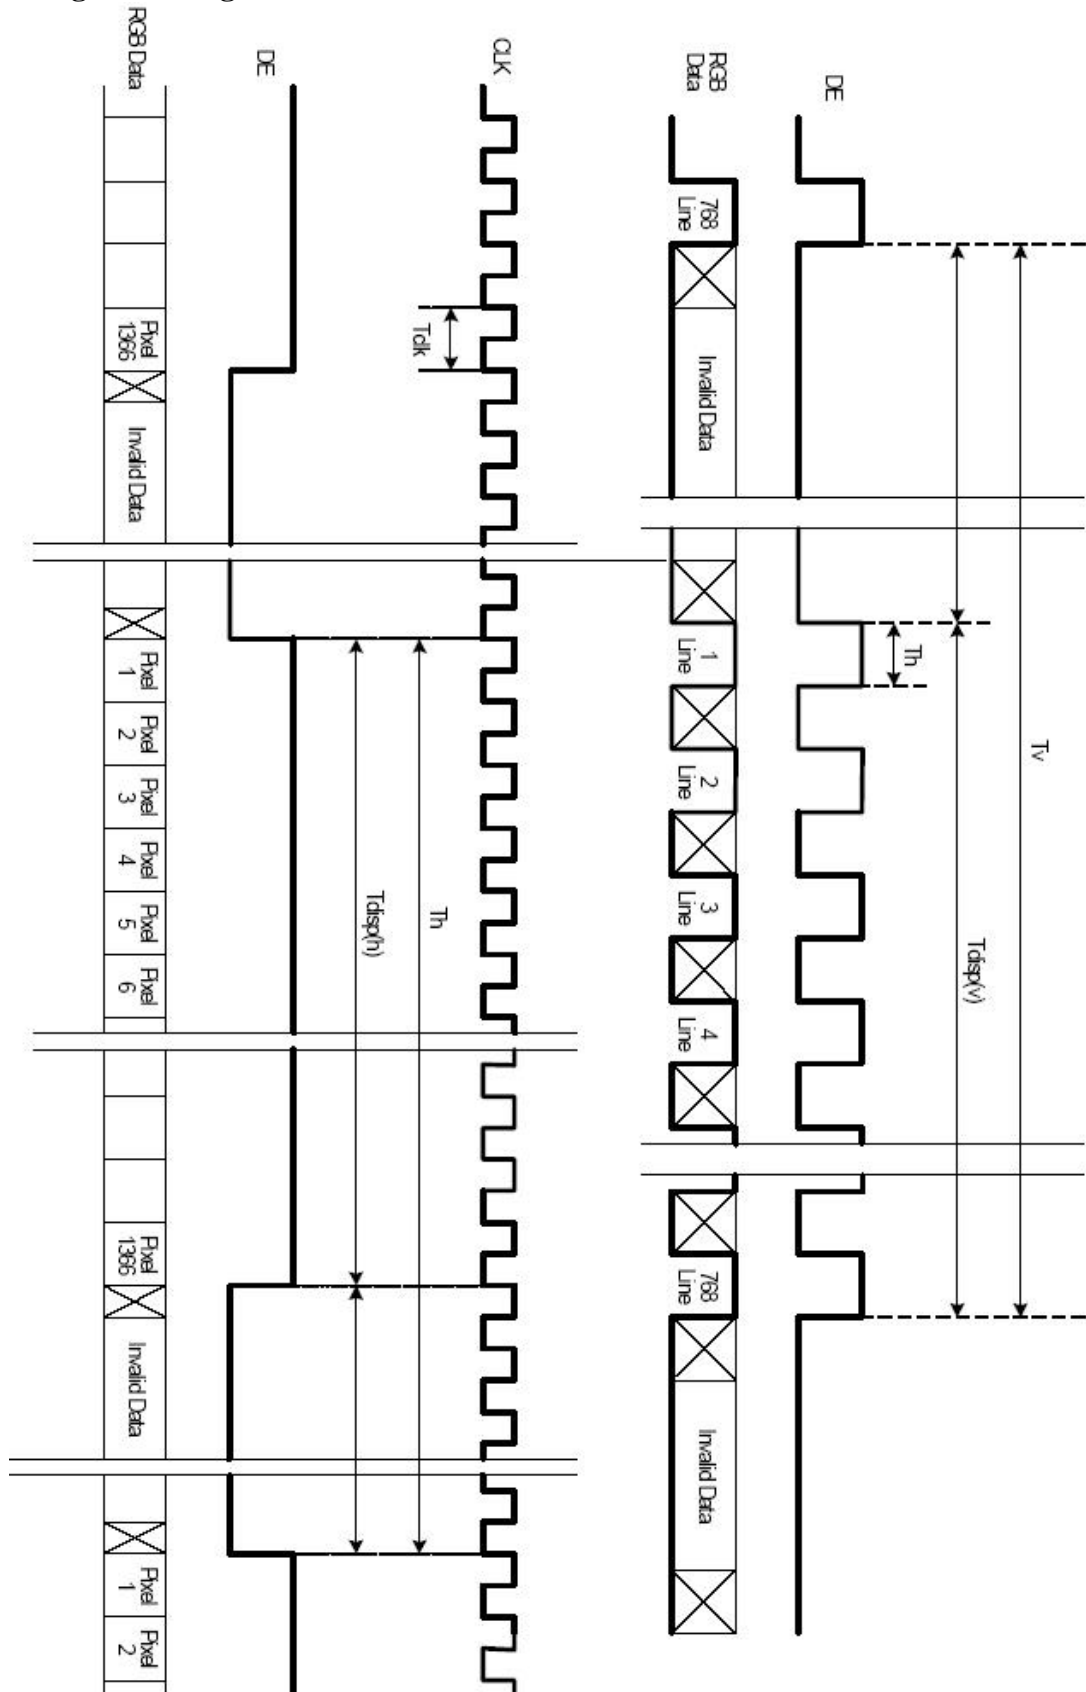 Tv
Tdisp(v)
Th
DE
RGB
Data
768
Line
Invalid Data
1
Line
2
Line
3
Line
4
Line
768
Line
Invalid Data
CLK
Tclk
Th
Tdisp(h)
DE
RGB Data
Pixel
1366
Invalid Data
Pixel
1
Pixel
2
Pixel
3
Pixel
4
Pixel
5
Pixel
6
Pixel
1366
Invalid Data
Pixel
1
Pixel
2